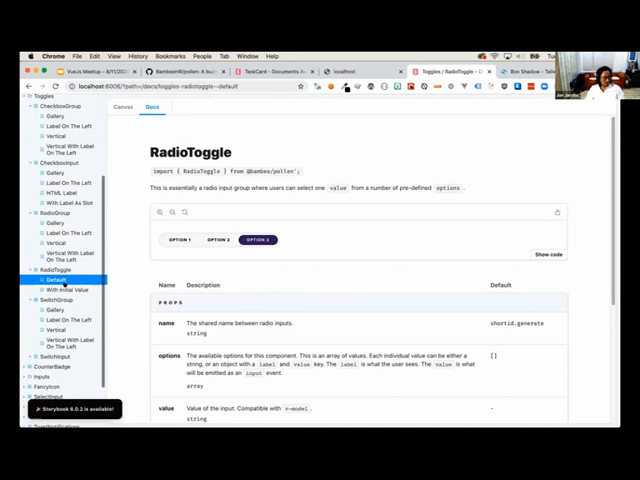 Chrome File Edit View History Bookmarks People Tab Window Help
VueJs Meetup - 8/11/202
BambeeHR/pollen: A bu
TaskCard - Documents A
localhost
Toggles / RadioToggle - D
Box Shadow - Taile
localhost:6006/?path=/docs/toggles-radiotoggle--default
Jen Jandec
Toggles
CheckboxGroup
Gallery
Label On The Left
Vertical
Vertical With Label
On The Left
CheckboxInput
Gallery
Label On The Left
HTML Label
With Label As Slot
RadioGroup
Gallery
Label On The Left
Vertical
Vertical With Label
On The Left
RadioToggle
Default
With Initial Value
SwitchGroup
Gallery
Label On The Left
Vertical
Vertical With Label
On The Left
SwitchInput
CounterBadge
Inputs
FancyIcon
SelectInput
Storybook 6.0.2 is available!
ToastNotifications
Canvas Docs
RadioToggle
import { RadioToggle } from @bambee/pollen';
This is essentially a radio input group where users can select one value from a number of pre-defined options .
OPTION 1 OPTION 2 OPTION 3
Show code
Name Description Default
PROPS
name The shared name between radio inputs. shortid.generate
string
options The available options for this component. This is an array of values. Each individual value can be either a []
string, or an object with a label and value key. The label is what the user sees. The value is what
will be emitted as an input event.
array
value Value of the input. Compatible with v-model . -
string